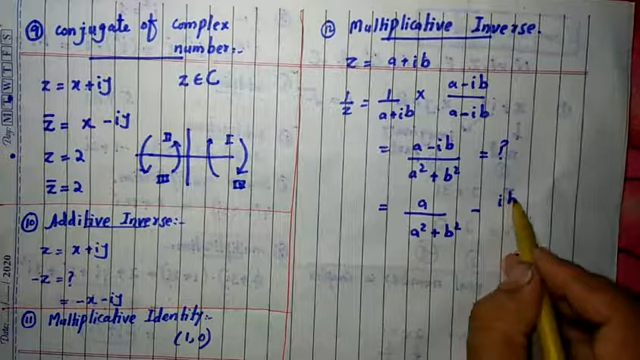 ⑨ conjugate of complex
number:-
z = x+iy
z ∈ C
z̅ = x - iy
z = 2
z̅ = 2
II I
III IV
⑩ Additive Inverse:-
z = x+iy
-z = ?
= -x-iy
⑪ Multiplicative Identity:-
(1,0)
⑫ Multiplicative Inverse.
z = a+ib
1/z = 1/(a+ib) × (a-ib)/(a-ib)
= (a-ib)/(a²+b²) = ?
= a/(a²+b²) - ib
Date: / / 2020
M T W T F S